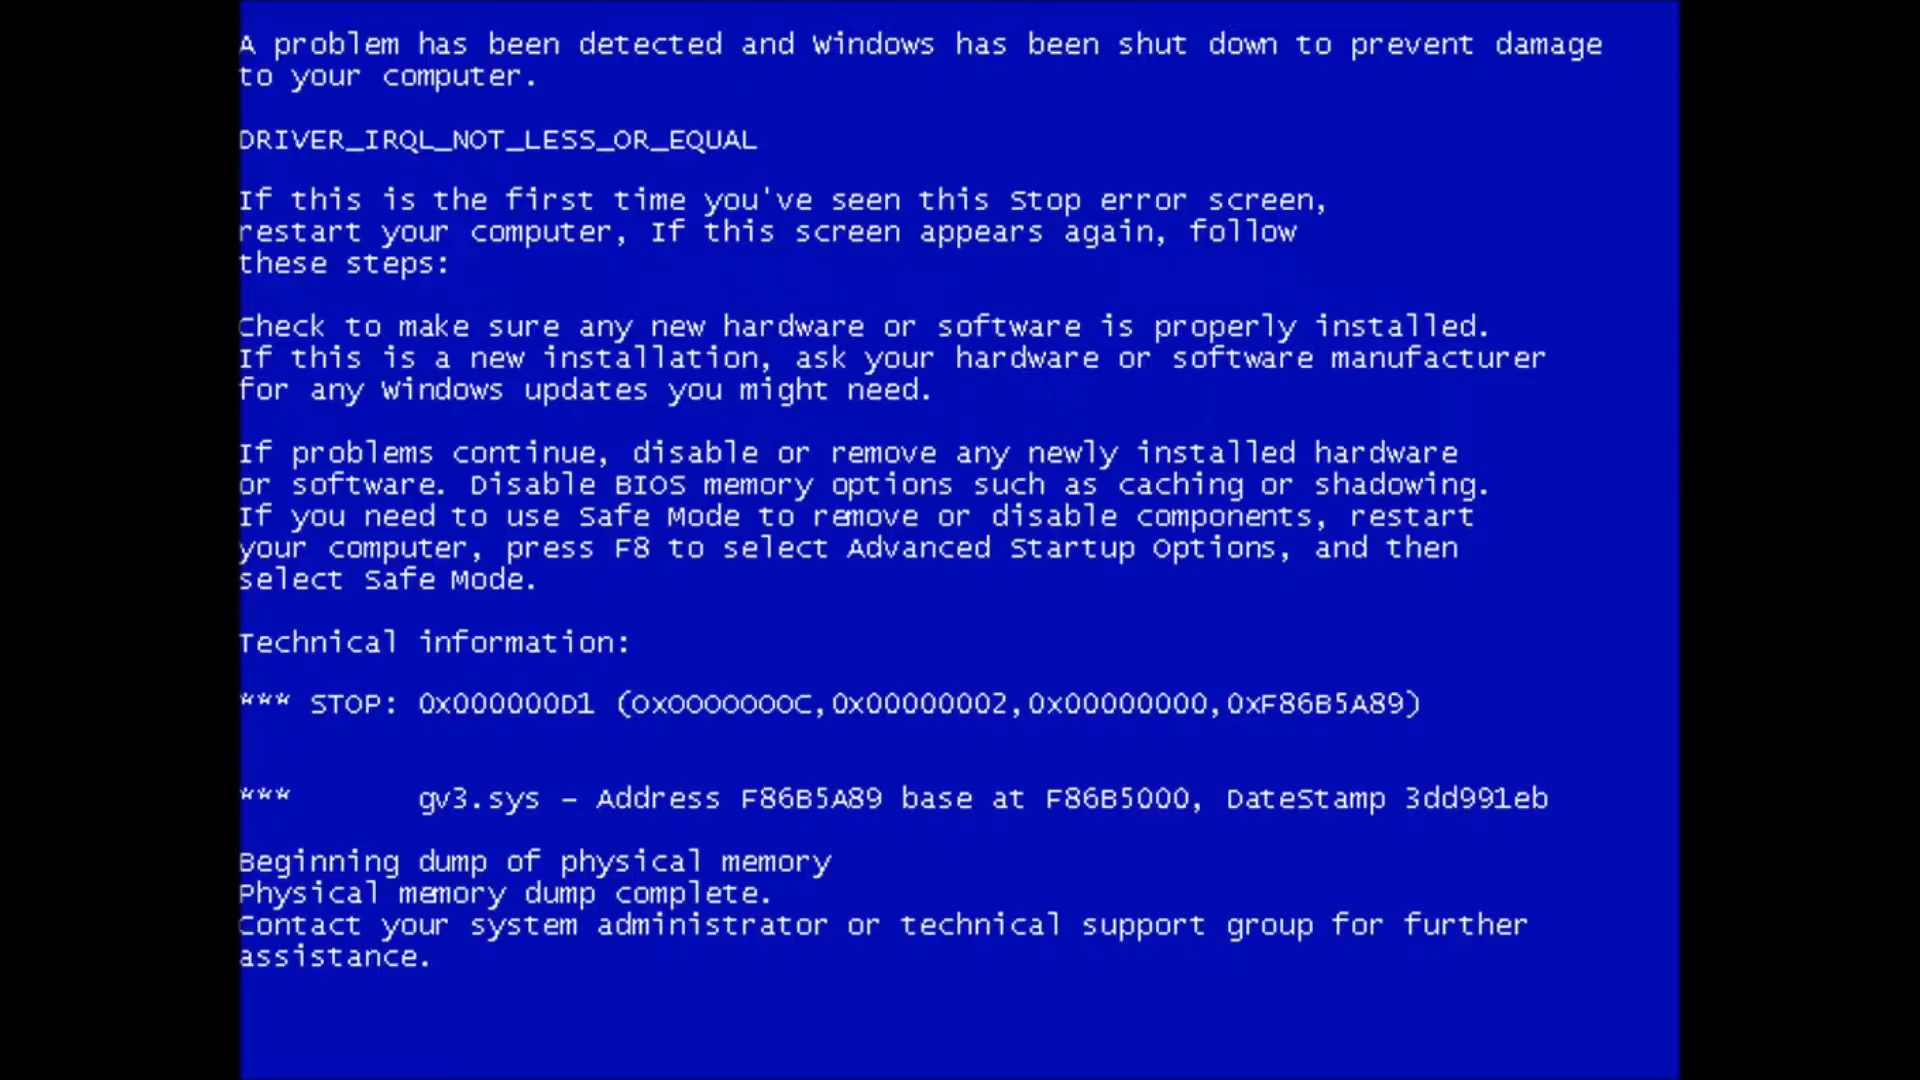 A problem has been detected and Windows has been shut down to prevent damage
to your computer.
DRIVER_IRQL_NOT_LESS_OR_EQUAL
If this is the first time you've seen this Stop error screen,
restart your computer, If this screen appears again, follow
these steps:
Check to make sure any new hardware or software is properly installed.
If this is a new installation, ask your hardware or software manufacturer
for any Windows updates you might need.
If problems continue, disable or remove any newly installed hardware
or software. Disable BIOS memory options such as caching or shadowing.
If you need to use Safe Mode to remove or disable components, restart
your computer, press F8 to select Advanced Startup Options, and then
select Safe Mode.
Technical information:
*** STOP: 0x000000D1 (OxOOOOOOOC,0x00000002,0x00000000,0xF86B5A89)
*** gv3.sys – Address F86B5A89 base at F86B5000, DateStamp 3dd991eb
Beginning dump of physical memory
Physical memory dump complete.
Contact your system administrator or technical support group for further
assistance.